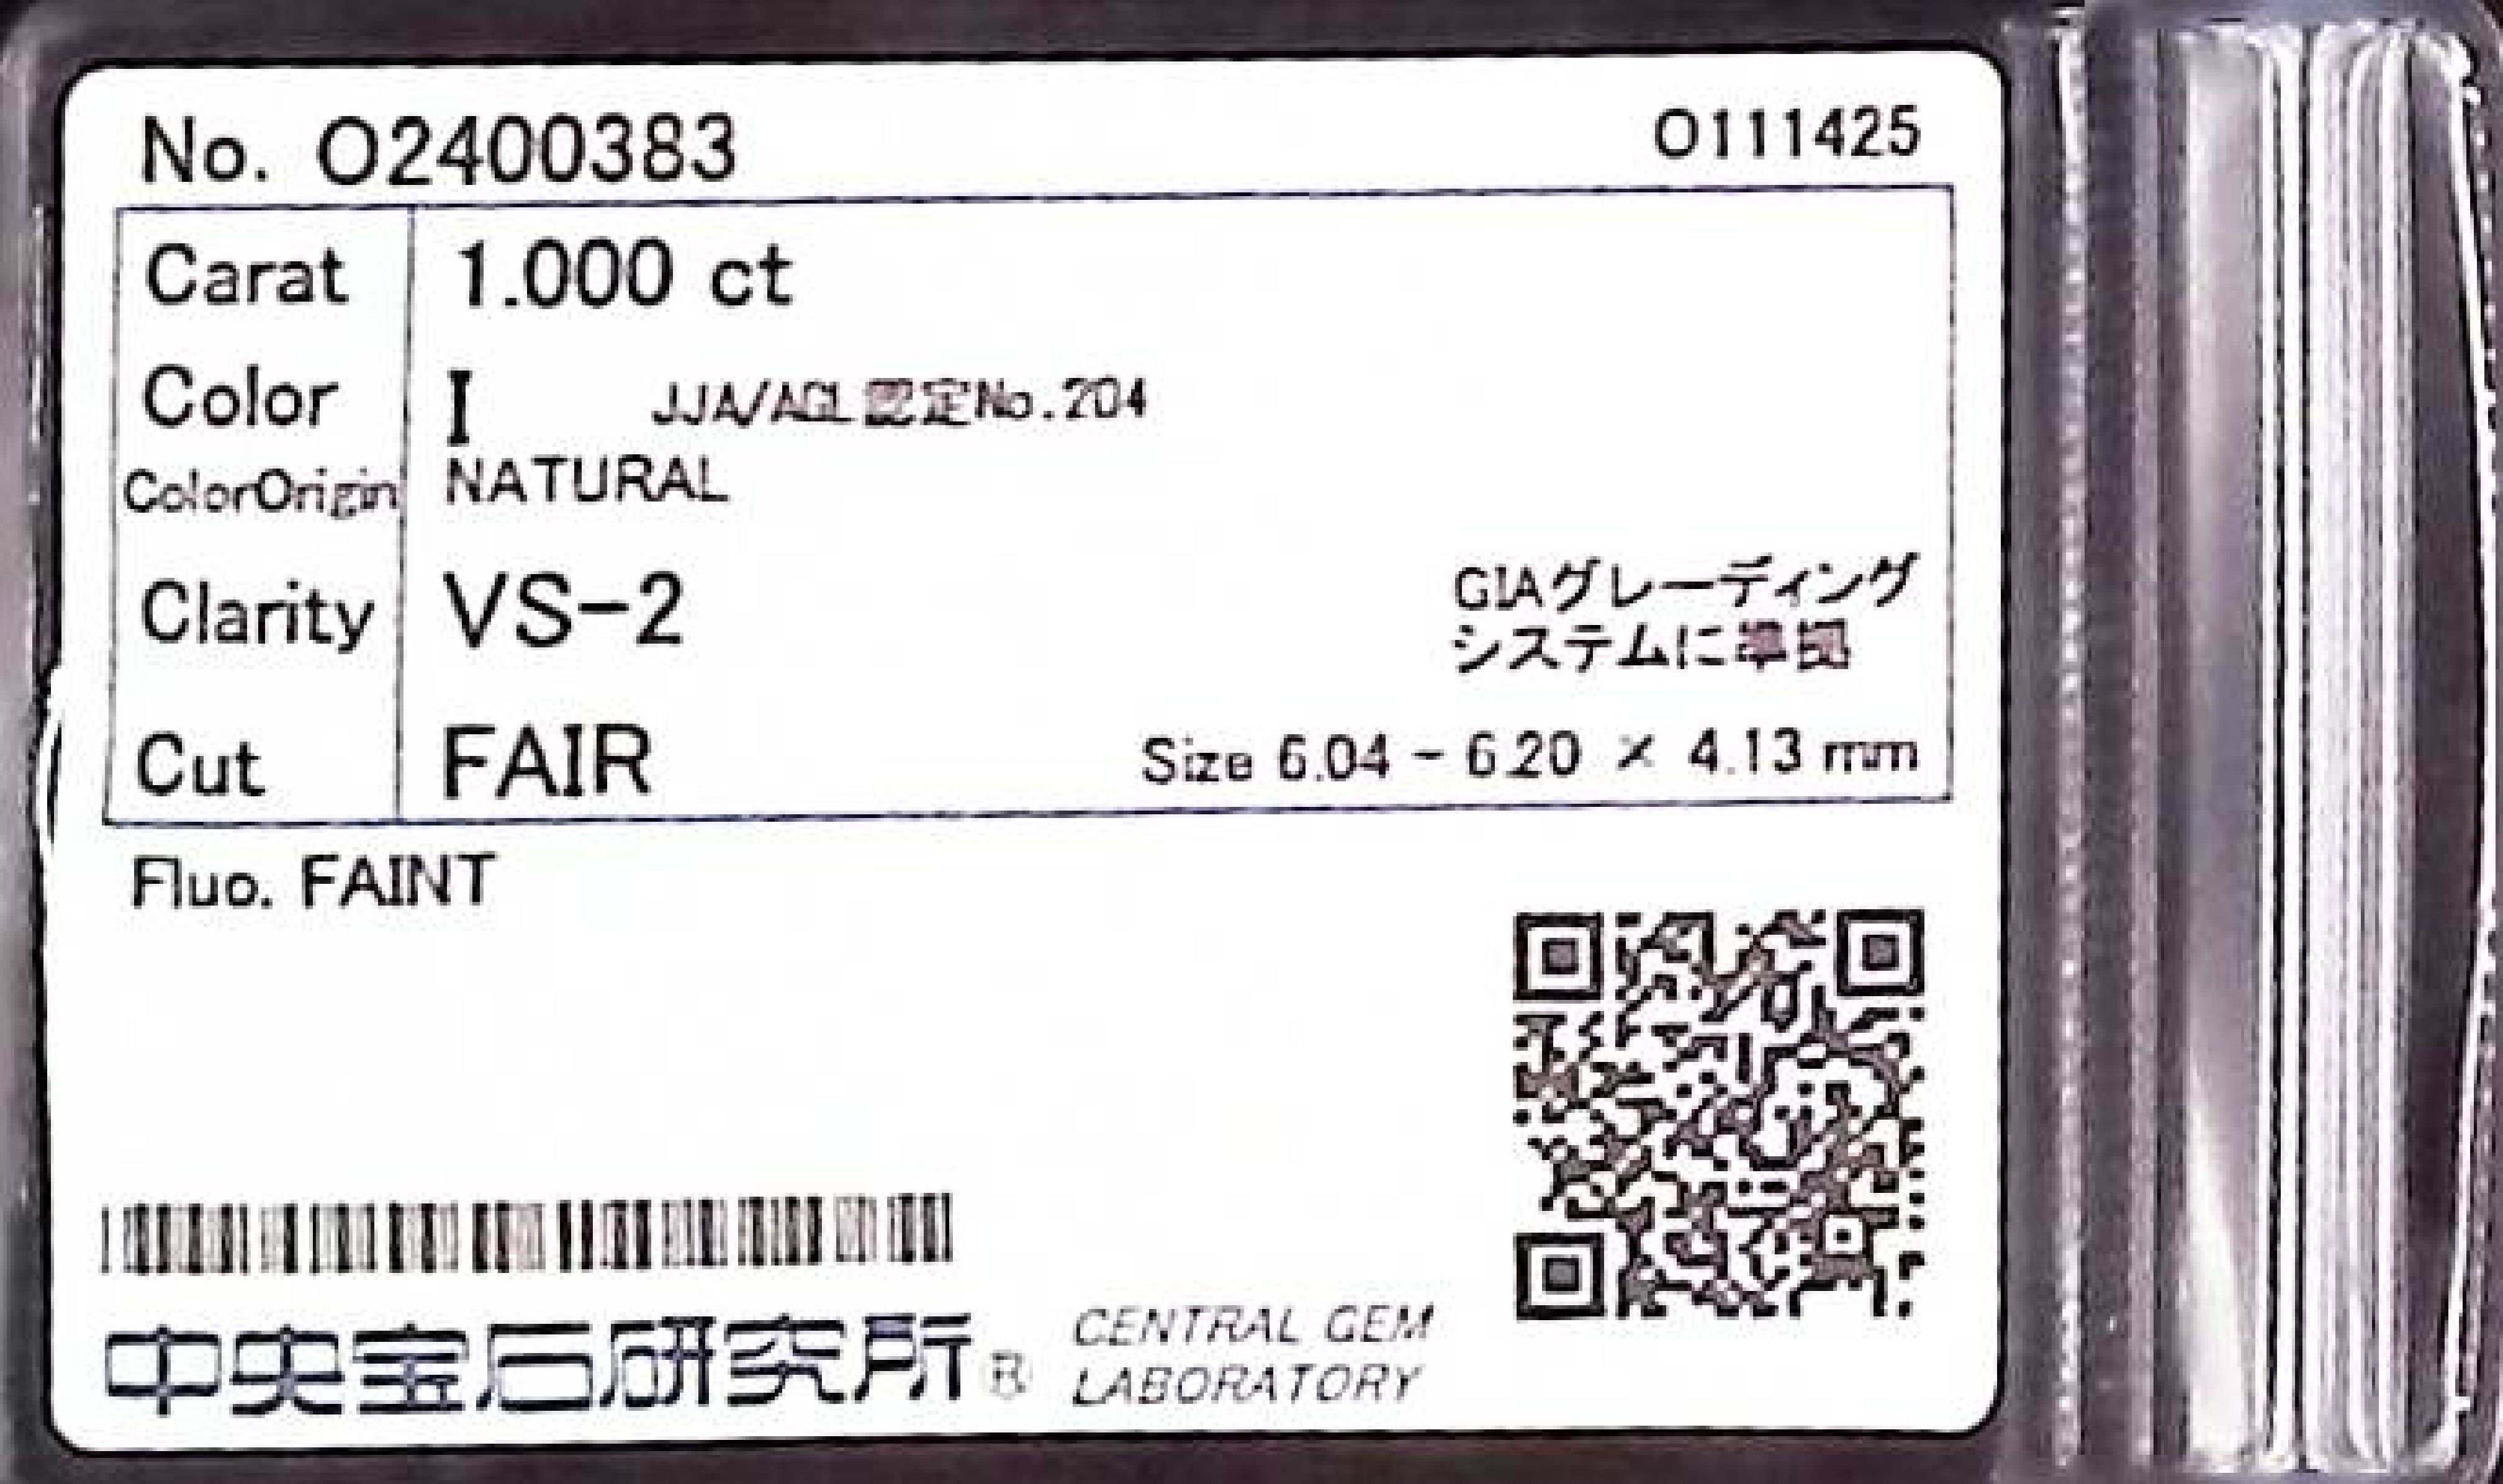 No. O2400383 O111425
Carat 1.000 ct
Color I JJA/AGL認定No.204
ColorOrigin NATURAL
Clarity VS-2
GIAグレーディング
システムに準拠
Cut FAIR Size 6.04 - 6.20 × 4.13 mm
Fluo. FAINT
中央宝石研究所® CENTRAL GEM
LABORATORY